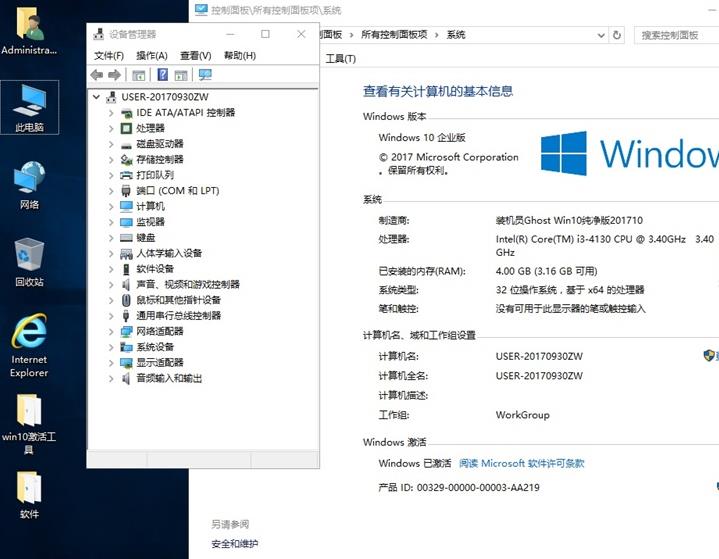 控制面板\所有控制面板项\系统
Administra...
此电脑
网络
回收站
Internet
Explorer
win10激活工
具
软件
设备管理器
文件(F) 操作(A) 查看(V) 帮助(H)
USER-20170930ZW
IDE ATA/ATAPI 控制器
处理器
磁盘驱动器
存储控制器
打印队列
端口 (COM 和 LPT)
计算机
监视器
键盘
人体学输入设备
软件设备
声音、视频和游戏控制器
鼠标和其他指针设备
通用串行总线控制器
网络适配器
系统设备
显示适配器
音频输入和输出
制面板 > 所有控制面板项 > 系统
搜索控制面板
工具(T)
查看有关计算机的基本信息
Windows 版本
Windows 10 企业版
© 2017 Microsoft Corporation
。保留所有权利。
Window
系统
制造商: 装机员Ghost Win10纯净版201710
处理器: Intel(R) Core(TM) i3-4130 CPU @ 3.40GHz 3.40
GHz
已安装的内存(RAM): 4.00 GB (3.16 GB 可用)
系统类型: 32 位操作系统，基于 x64 的处理器
笔和触控: 没有可用于此显示器的笔或触控输入
计算机名、域和工作组设置
计算机名: USER-20170930ZW
计算机全名: USER-20170930ZW
计算机描述:
工作组: WorkGroup
Windows 激活
Windows 已激活 阅读 Microsoft 软件许可条款
产品 ID: 00329-00000-00003-AA219
另请参阅
安全和维护